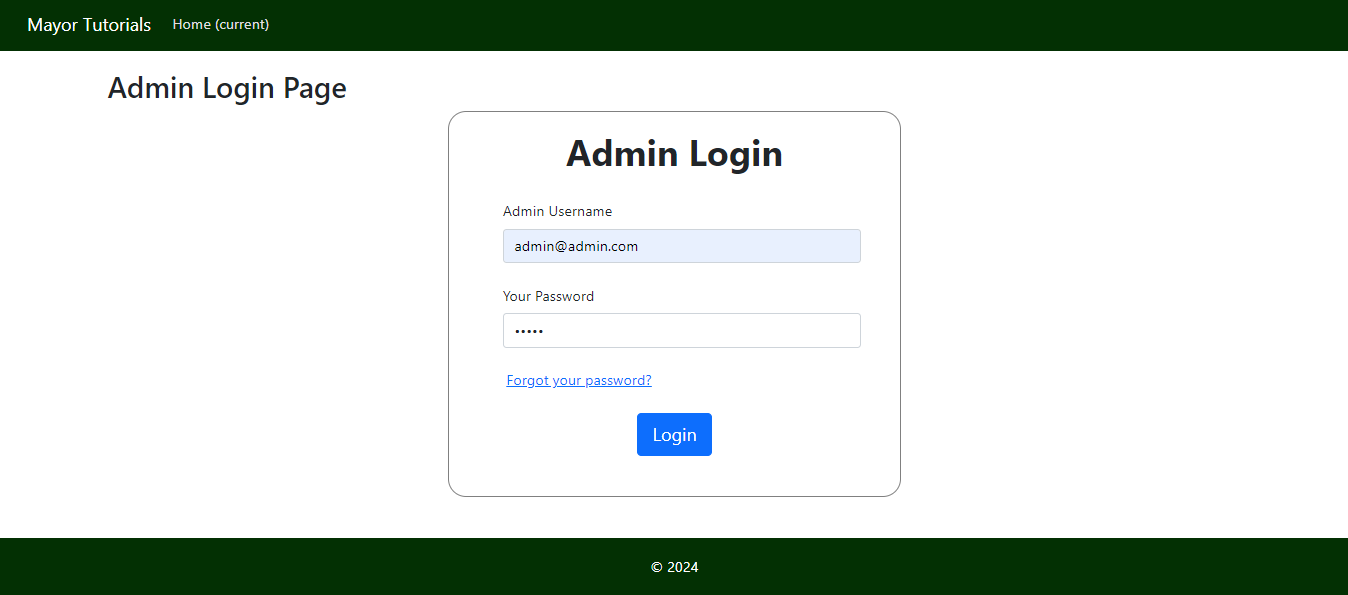 Mayor Tutorials Home (current)
Admin Login Page
Admin Login
Admin Username
admin@admin.com
Your Password
•••••
Forgot your password?
Login
© 2024